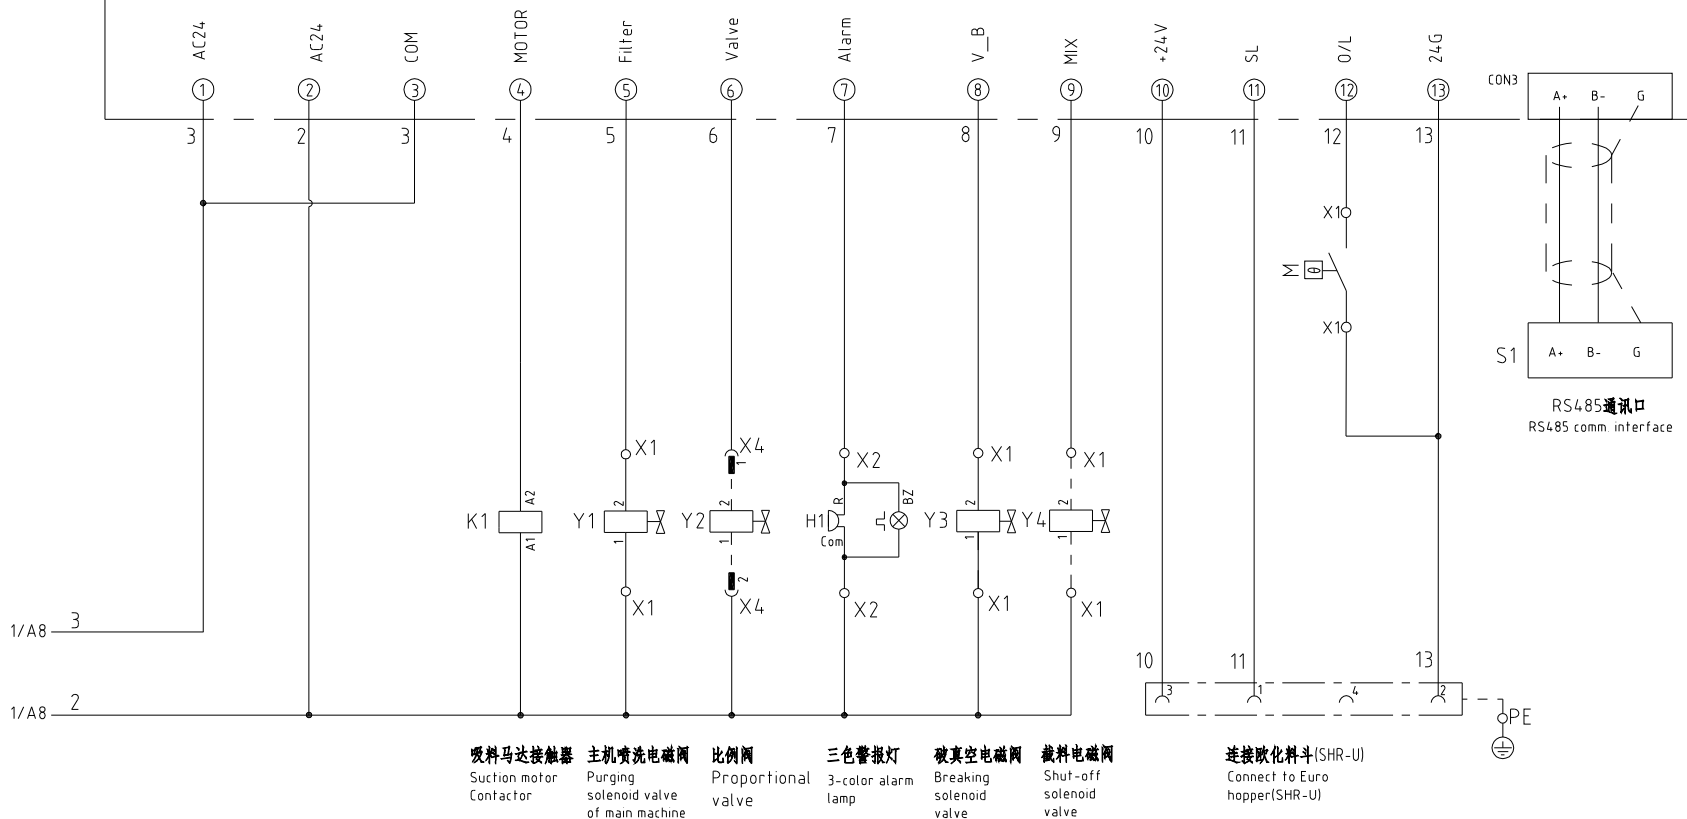 AC24 AC24 COM MOTOR Filter Valve Alarm V_B MIX +24V SL O/L 24G
1 2 3 4 5 6 7 8 9 10 11 12 13
CON3
A+ B- G
3 2 3 4 5 6 7 8 9 10 11 12 13
X1
M θ
X1
S1 A+ B- G
RS485通讯口
RS485 comm. interface
X1 X4 X2 X1 X1
1
A2 2 2 R BZ 2 2
K1 Y1 Y2 H1 Y3 Y4
A1 1 1 Com 1 1
2
X1 X4 X2 X1 X1
1/A8 3
10 11 13
3 1 4 2
1/A8 2
PE
吸料马达接触器
Suction motor
Contactor
主机喷洗电磁阀
Purging
solenoid valve
of main machine
比例阀
Proportional
valve
三色警报灯
3-color alarm
lamp
破真空电磁阀
Breaking
solenoid
valve
截料电磁阀
Shut-off
solenoid
valve
连接欧化料斗(SHR-U)
Connect to Euro
hopper(SHR-U)